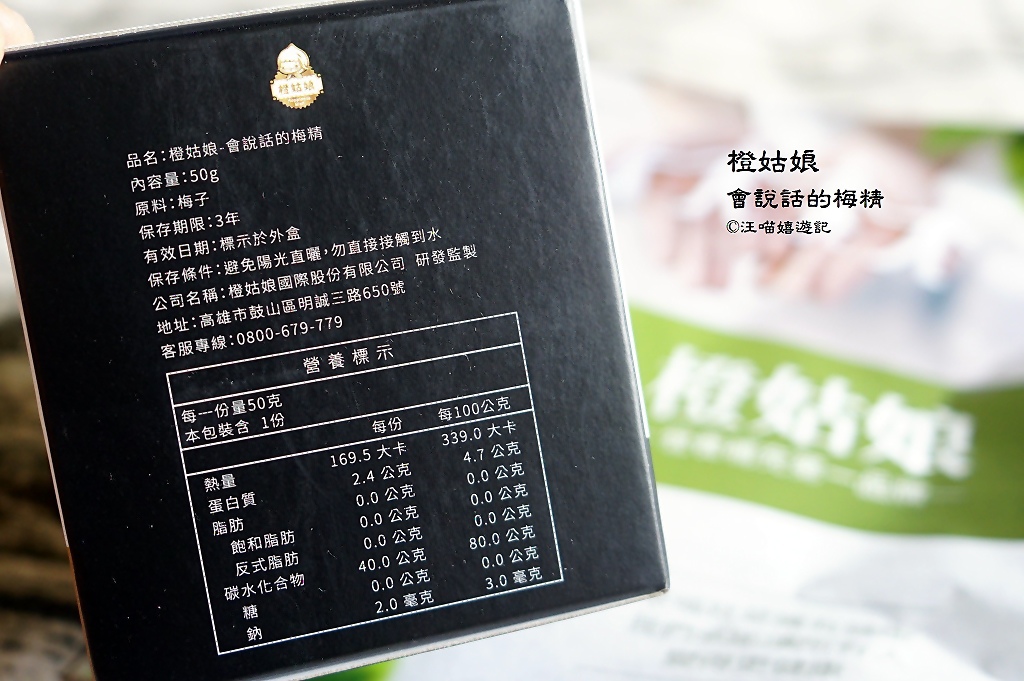 橙姑娘
品名:橙姑娘-會說話的梅精
內容量:50g
原料:梅子
保存期限:3年
有效日期:標示於外盒
保存條件:避免陽光直曬,勿直接接觸到水
公司名稱:橙姑娘國際股份有限公司 研發監製
地址:高雄市鼓山區明誠三路650號
客服專線:0800-679-779
營養標示
每一份量50克
本包裝含 1份
每份 每100公克
熱量 169.5 大卡 339.0 大卡
蛋白質 2.4 公克 4.7 公克
脂肪 0.0 公克 0.0 公克
飽和脂肪 0.0 公克 0.0 公克
反式脂肪 0.0 公克 0.0 公克
碳水化合物 40.0 公克 80.0 公克
糖 0.0 公克 0.0 公克
鈉 2.0 毫克 3.0 毫克
橙姑娘
會說話的梅精
©汪喵嬉遊記
橙姑娘